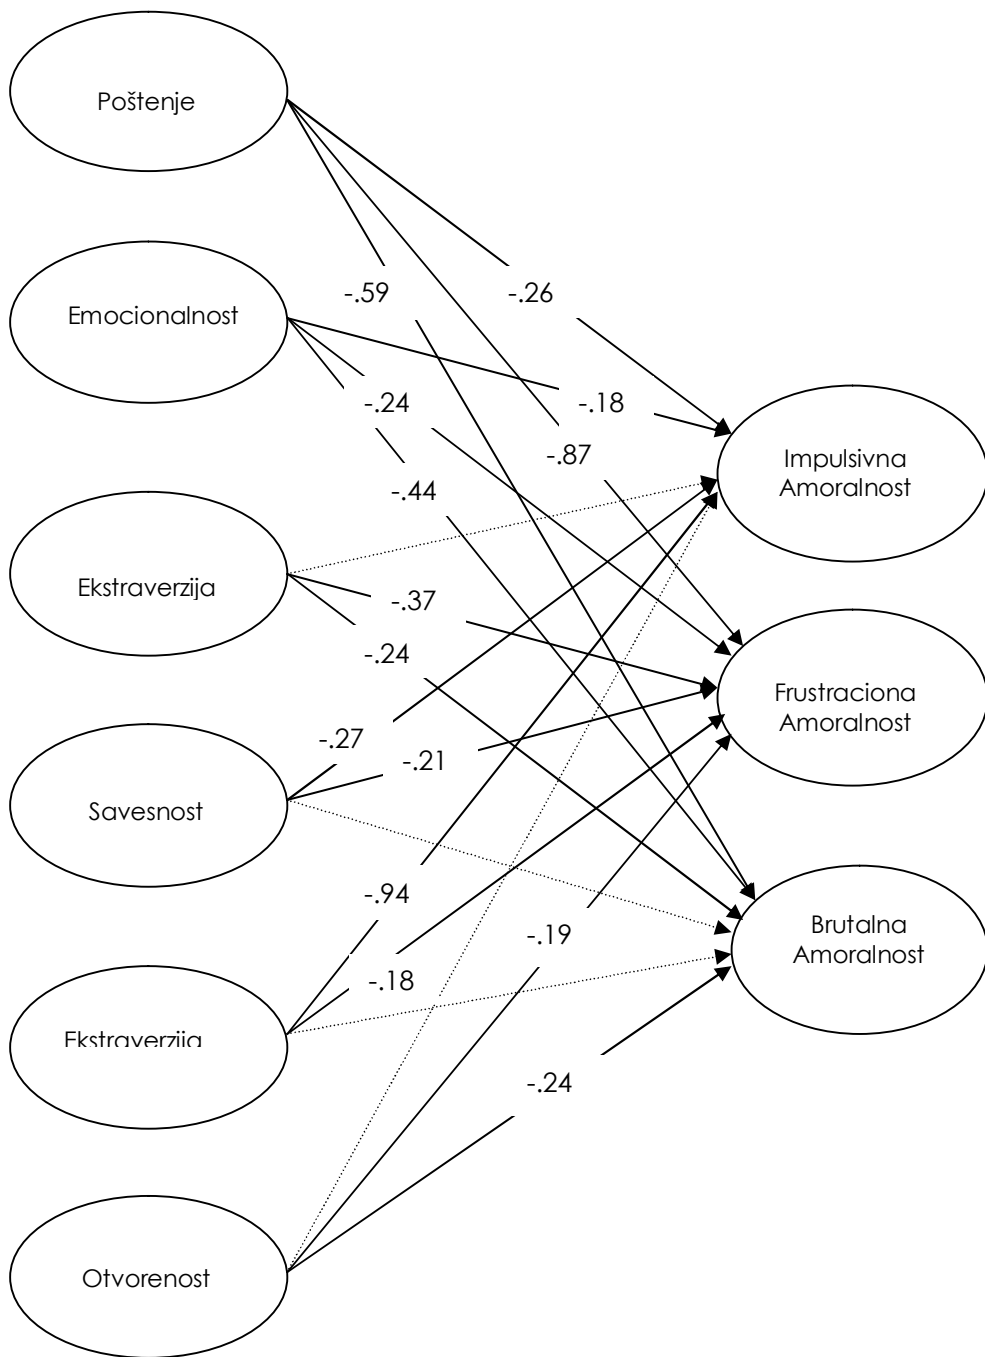 Poštenje
-.59
-.26
Emocionalnost
-.24
-.18
-.87
-.44
Impulsivna
Amoralnost
Ekstraverzija
-.37
-.24
Frustraciona
Amoralnost
-.27
-.21
Savesnost
-.94
-.19
Brutalna
Amoralnost
-.18
Ekstraverzija
-.24
Otvorenost